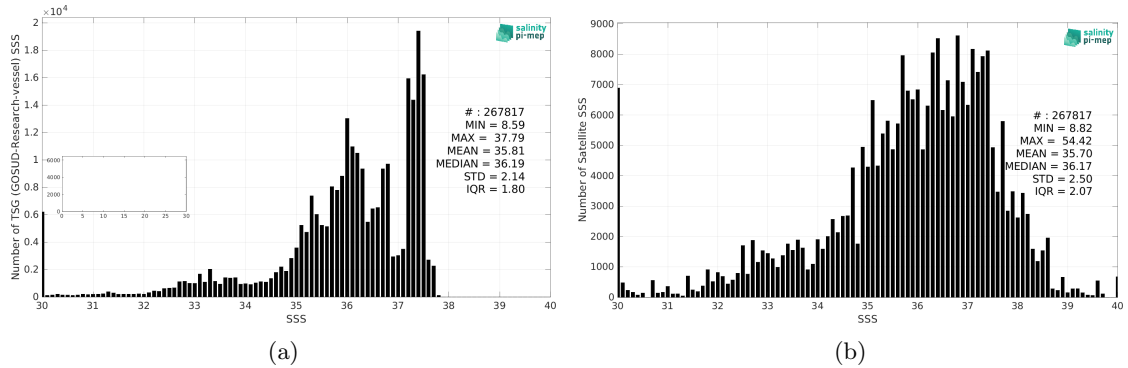 Number of TSG (GOSUD-Research-vessel) SSS
×10⁴
2
1.8
1.6
1.4
1.2
1
0.8
0.6
0.4
0.2
0
salinity
pi-mep
# : 267817
MIN = 8.59
MAX = 37.79
MEAN = 35.81
MEDIAN = 36.19
STD = 2.14
IQR = 1.80
6000
4000
2000
0
0 5 10 15 20 25 30
30 31 32 33 34 35 36 37 38 39 40
SSS
(a)
Number of Satellite SSS
9000
8000
7000
6000
5000
4000
3000
2000
1000
0
salinity
pi-mep
# : 267817
MIN = 8.82
MAX = 54.42
MEAN = 35.70
MEDIAN = 36.17
STD = 2.50
IQR = 2.07
30 31 32 33 34 35 36 37 38 39 40
SSS
(b)